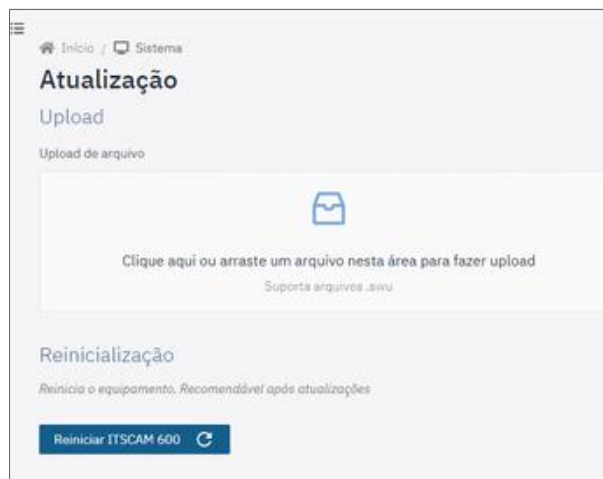 Início / Sistema
Atualização
Upload
Upload de arquivo
Clique aqui ou arraste um arquivo nesta área para fazer upload
Suporta arquivos .swu
Reinicialização
Reinicia o equipamento. Recomendável após atualizações
Reiniciar ITSCAM 600